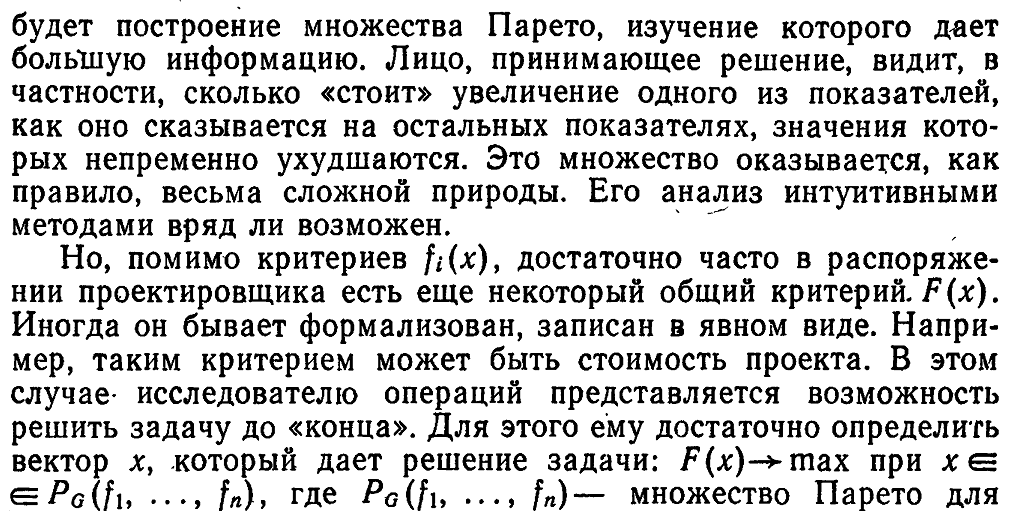 будет построение множества Парето, изучение которого дает
большую информацию. Лицо, принимающее решение, видит, в
частности, сколько «стоит» увеличение одного из показателей,
как оно сказывается на остальных показателях, значения кото-
рых непременно ухудшаются. Это множество оказывается, как
правило, весьма сложной природы. Его анализ интуитивными
методами вряд ли возможен.
Но, помимо критериев fᵢ(x), достаточно часто в распоряже-
нии проектировщика есть еще некоторый общий критерий F(x).
Иногда он бывает формализован, записан в явном виде. Напри-
мер, таким критерием может быть стоимость проекта. В этом
случае исследователю операций представляется возможность
решить задачу до «конца». Для этого ему достаточно определить
вектор x, который дает решение задачи: F(x)→max при x∈
∈P_G(f₁, ..., fₙ), где P_G(f₁, ..., fₙ)— множество Парето для